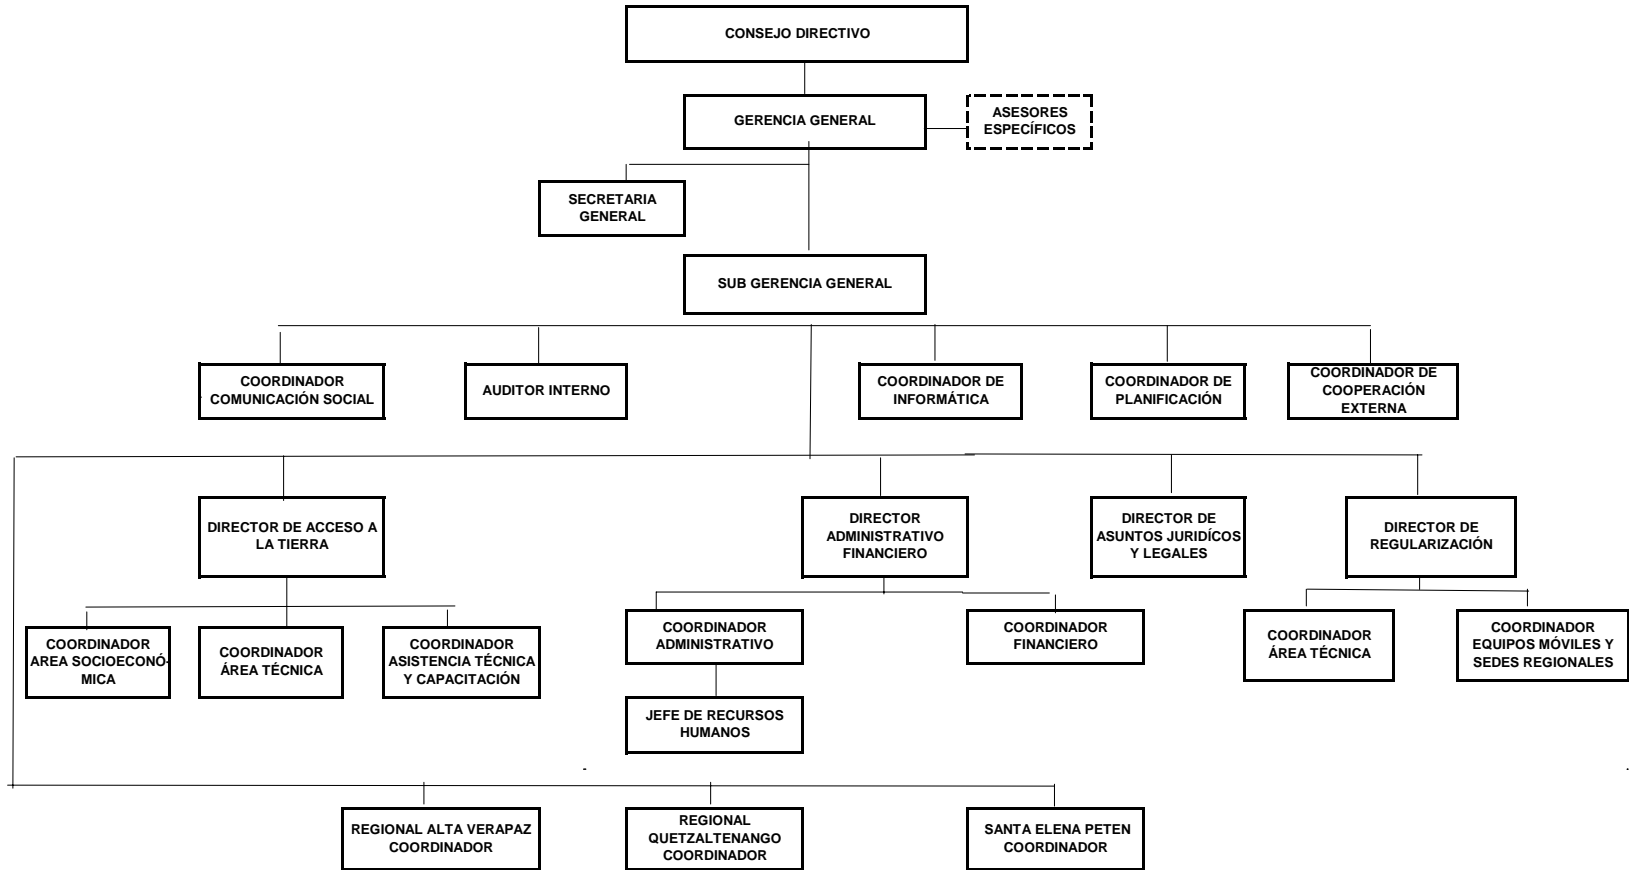 CONSEJO DIRECTIVO
GERENCIA GENERAL
ASESORES
ESPECÍFICOS
SECRETARIA
GENERAL
SUB GERENCIA GENERAL
COORDINADOR
COMUNICACIÓN SOCIAL
AUDITOR INTERNO
COORDINADOR DE
INFORMÁTICA
COORDINADOR DE
PLANIFICACIÓN
COORDINADOR DE
COOPERACIÓN
EXTERNA
DIRECTOR DE ACCESO A
LA TIERRA
DIRECTOR
ADMINISTRATIVO
FINANCIERO
DIRECTOR DE
ASUNTOS JURIDÍCOS
Y LEGALES
DIRECTOR DE
REGULARIZACIÓN
COORDINADOR
AREA SOCIOECONÓ-
MICA
COORDINADOR
ÁREA TÉCNICA
COORDINADOR
ASISTENCIA TÉCNICA
Y CAPACITACIÓN
COORDINADOR
ADMINISTRATIVO
COORDINADOR
FINANCIERO
COORDINADOR
ÁREA TÉCNICA
COORDINADOR
EQUIPOS MÓVILES Y
SEDES REGIONALES
JEFE DE RECURSOS
HUMANOS
REGIONAL ALTA VERAPAZ
COORDINADOR
REGIONAL
QUETZALTENANGO
COORDINADOR
SANTA ELENA PETEN
COORDINADOR